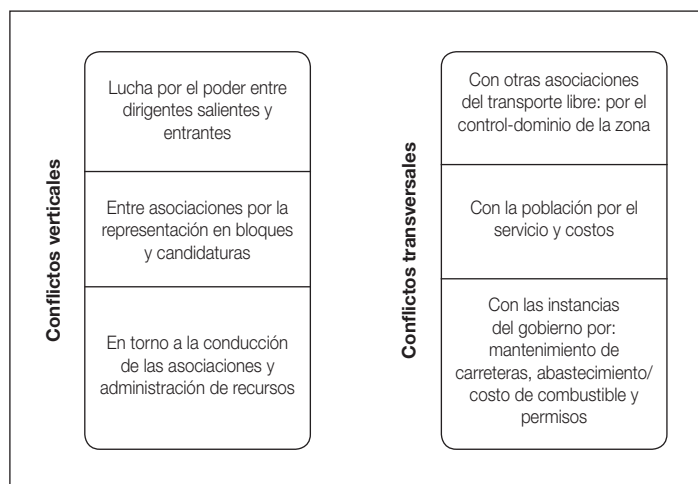 Conflictos verticales
Lucha por el poder entre
dirigentes salientes y
entrantes
Entre asociaciones por la
representación en bloques
y candidaturas
En torno a la conducción
de las asociaciones y
administración de recursos
Conflictos transversales
Con otras asociaciones
del transporte libre: por el
control-dominio de la zona
Con la población por el
servicio y costos
Con las instancias
del gobierno por:
mantenimiento de
carreteras, abastecimiento/
costo de combustible y
permisos